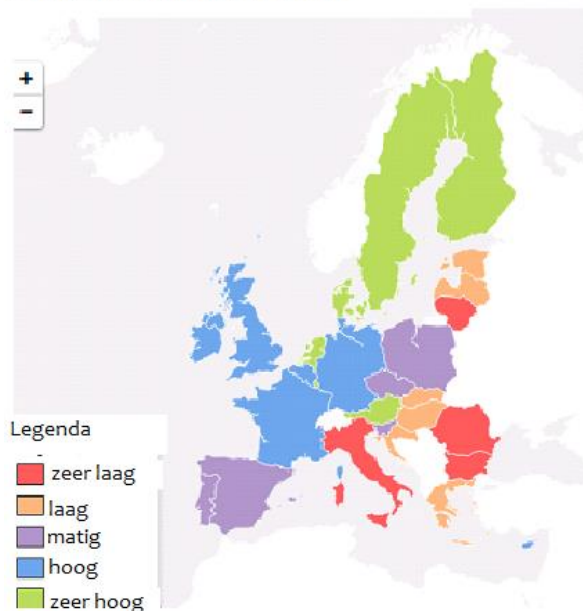 +
−
Legenda
zeer laag
laag
matig
hoog
zeer hoog